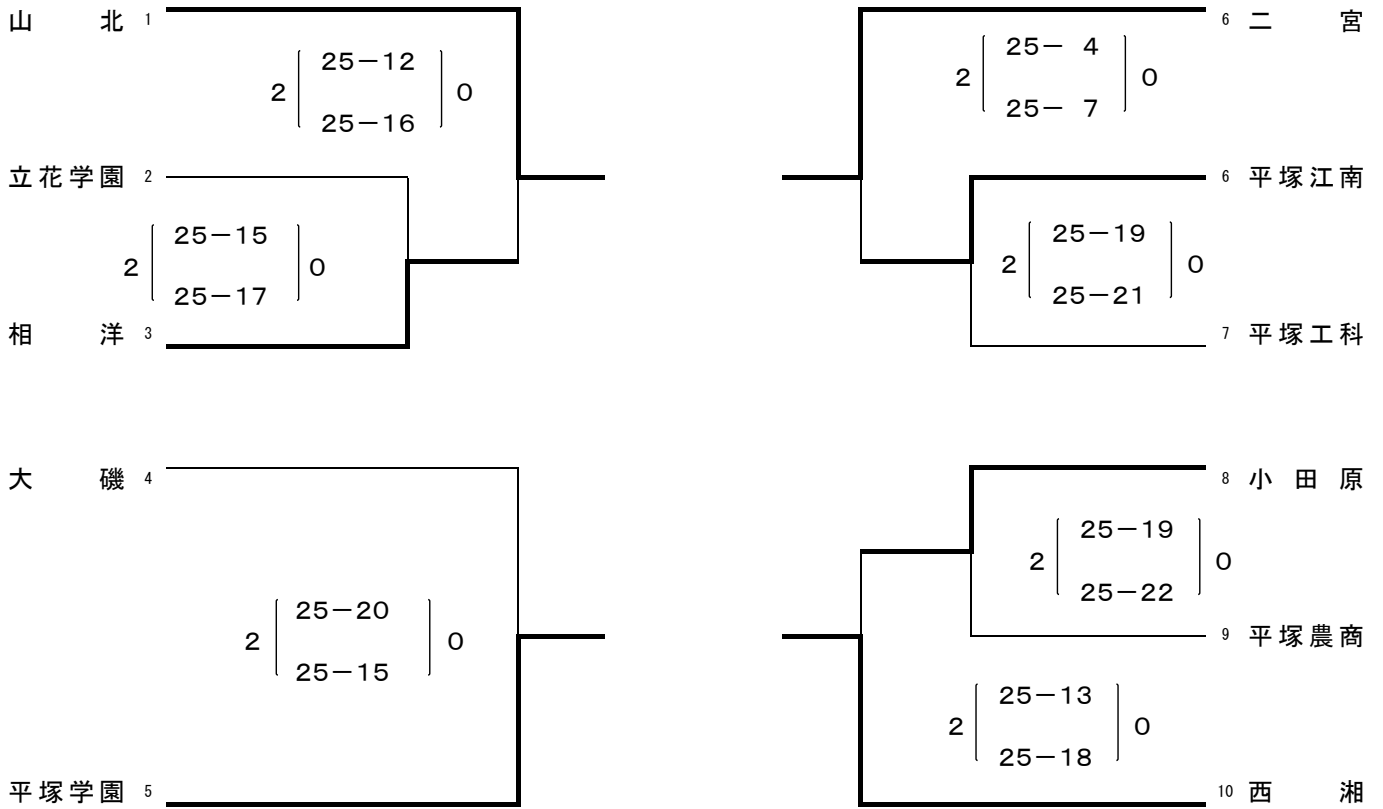 山 北 1
25－12
2 0
25－16
立花学園 2
25－15
2 0
25－17
相 洋 3
大 磯 4
25－20
2 0
25－15
平塚学園 5
6 二 宮
25－ 4
2 0
25－ 7
6 平塚江南
25－19
2 0
25－21
7 平塚工科
8 小田原
25－19
2 0
25－22
9 平塚農商
25－13
2 0
25－18
10 西 湘